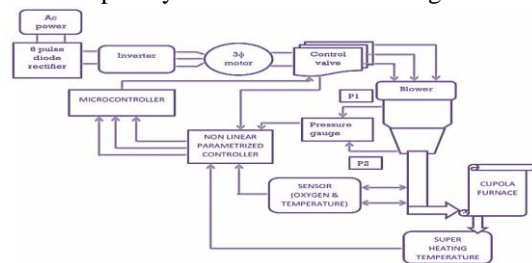 Ac
power
6 pulse
diode
rectifier
Inverter
3ϕ
motor
Control
valve
Blower
P1
MICROCONTROLLER
NON LINEAR
PARAMETRIZED
CONTROLLER
Pressure
gauge
P2
SENSOR
(OXYGEN &
TEMPERATURE)
CUPOLA
FURNACE
SUPER
HEATING
TEMPERATURE